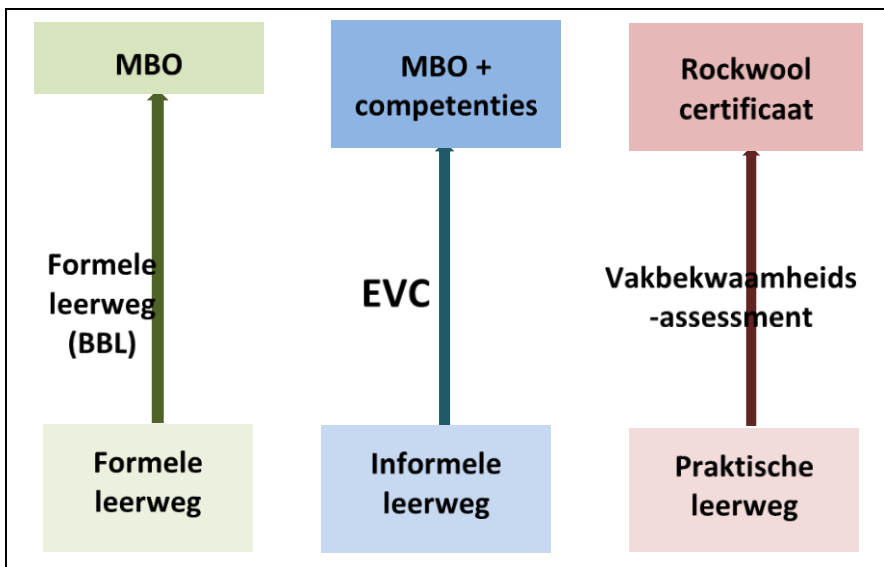 MBO
MBO +
competenties
Rockwool
certificaat
Formele
leerweg
(BBL)
EVC
Vakbekwaamheids
-assessment
Formele
leerweg
Informele
leerweg
Praktische
leerweg